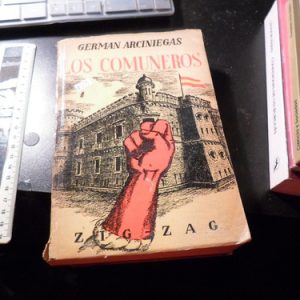 GERMAN ARCINIEGAS
LOS COMUNEROS
ZIG-ZAG